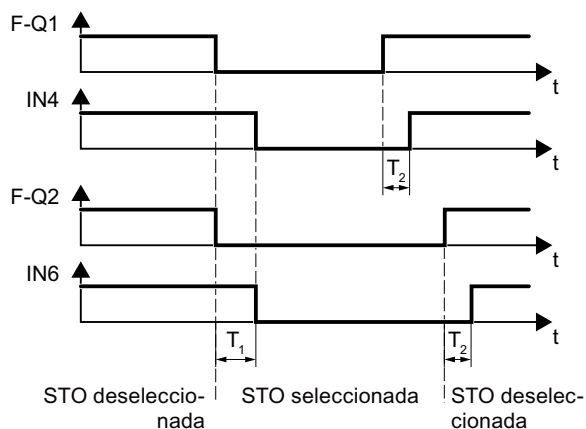 F-Q1
t
IN4
t
T2
F-Q2
t
IN6
t
T1
T2
STO deseleccio-
nada
STO seleccionada
STO deselec-
cionada